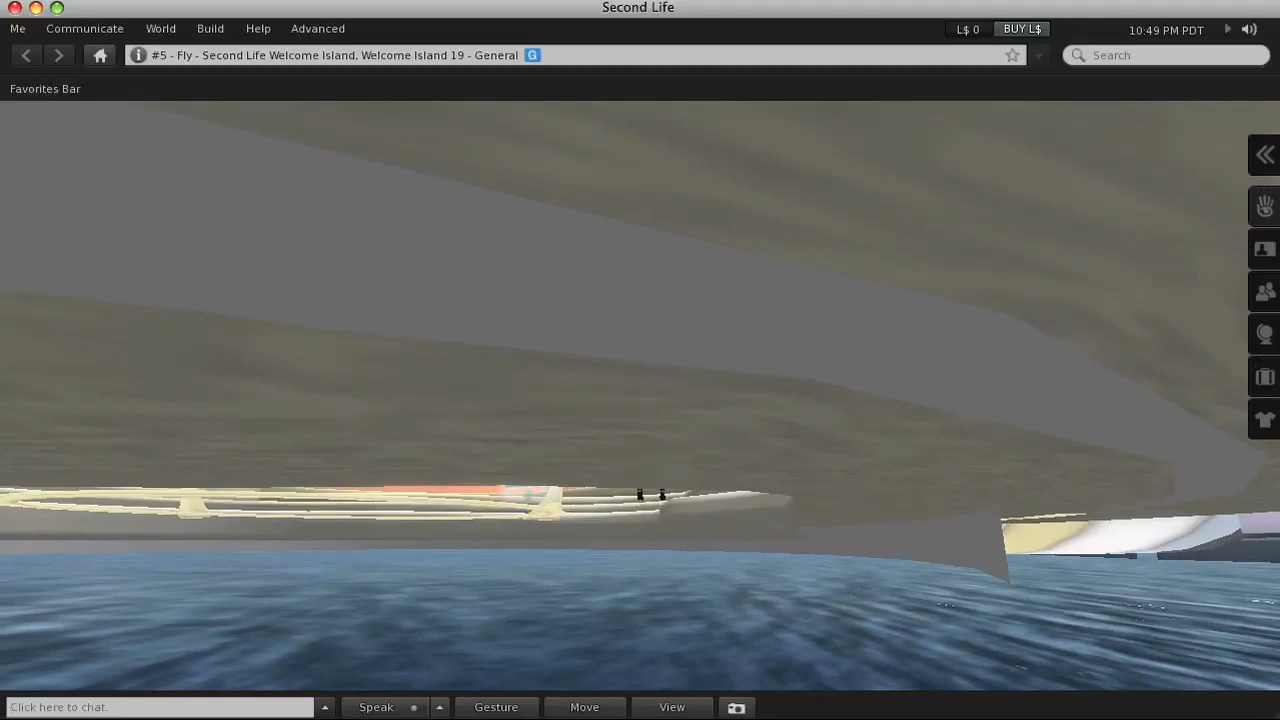 Second Life
Me Communicate World Build Help Advanced L$ 0 BUY L$ 10:49 PM PDT
#5 - Fly - Second Life Welcome Island, Welcome Island 19 - General G Search
Favorites Bar
Click here to chat. Speak Gesture Move View